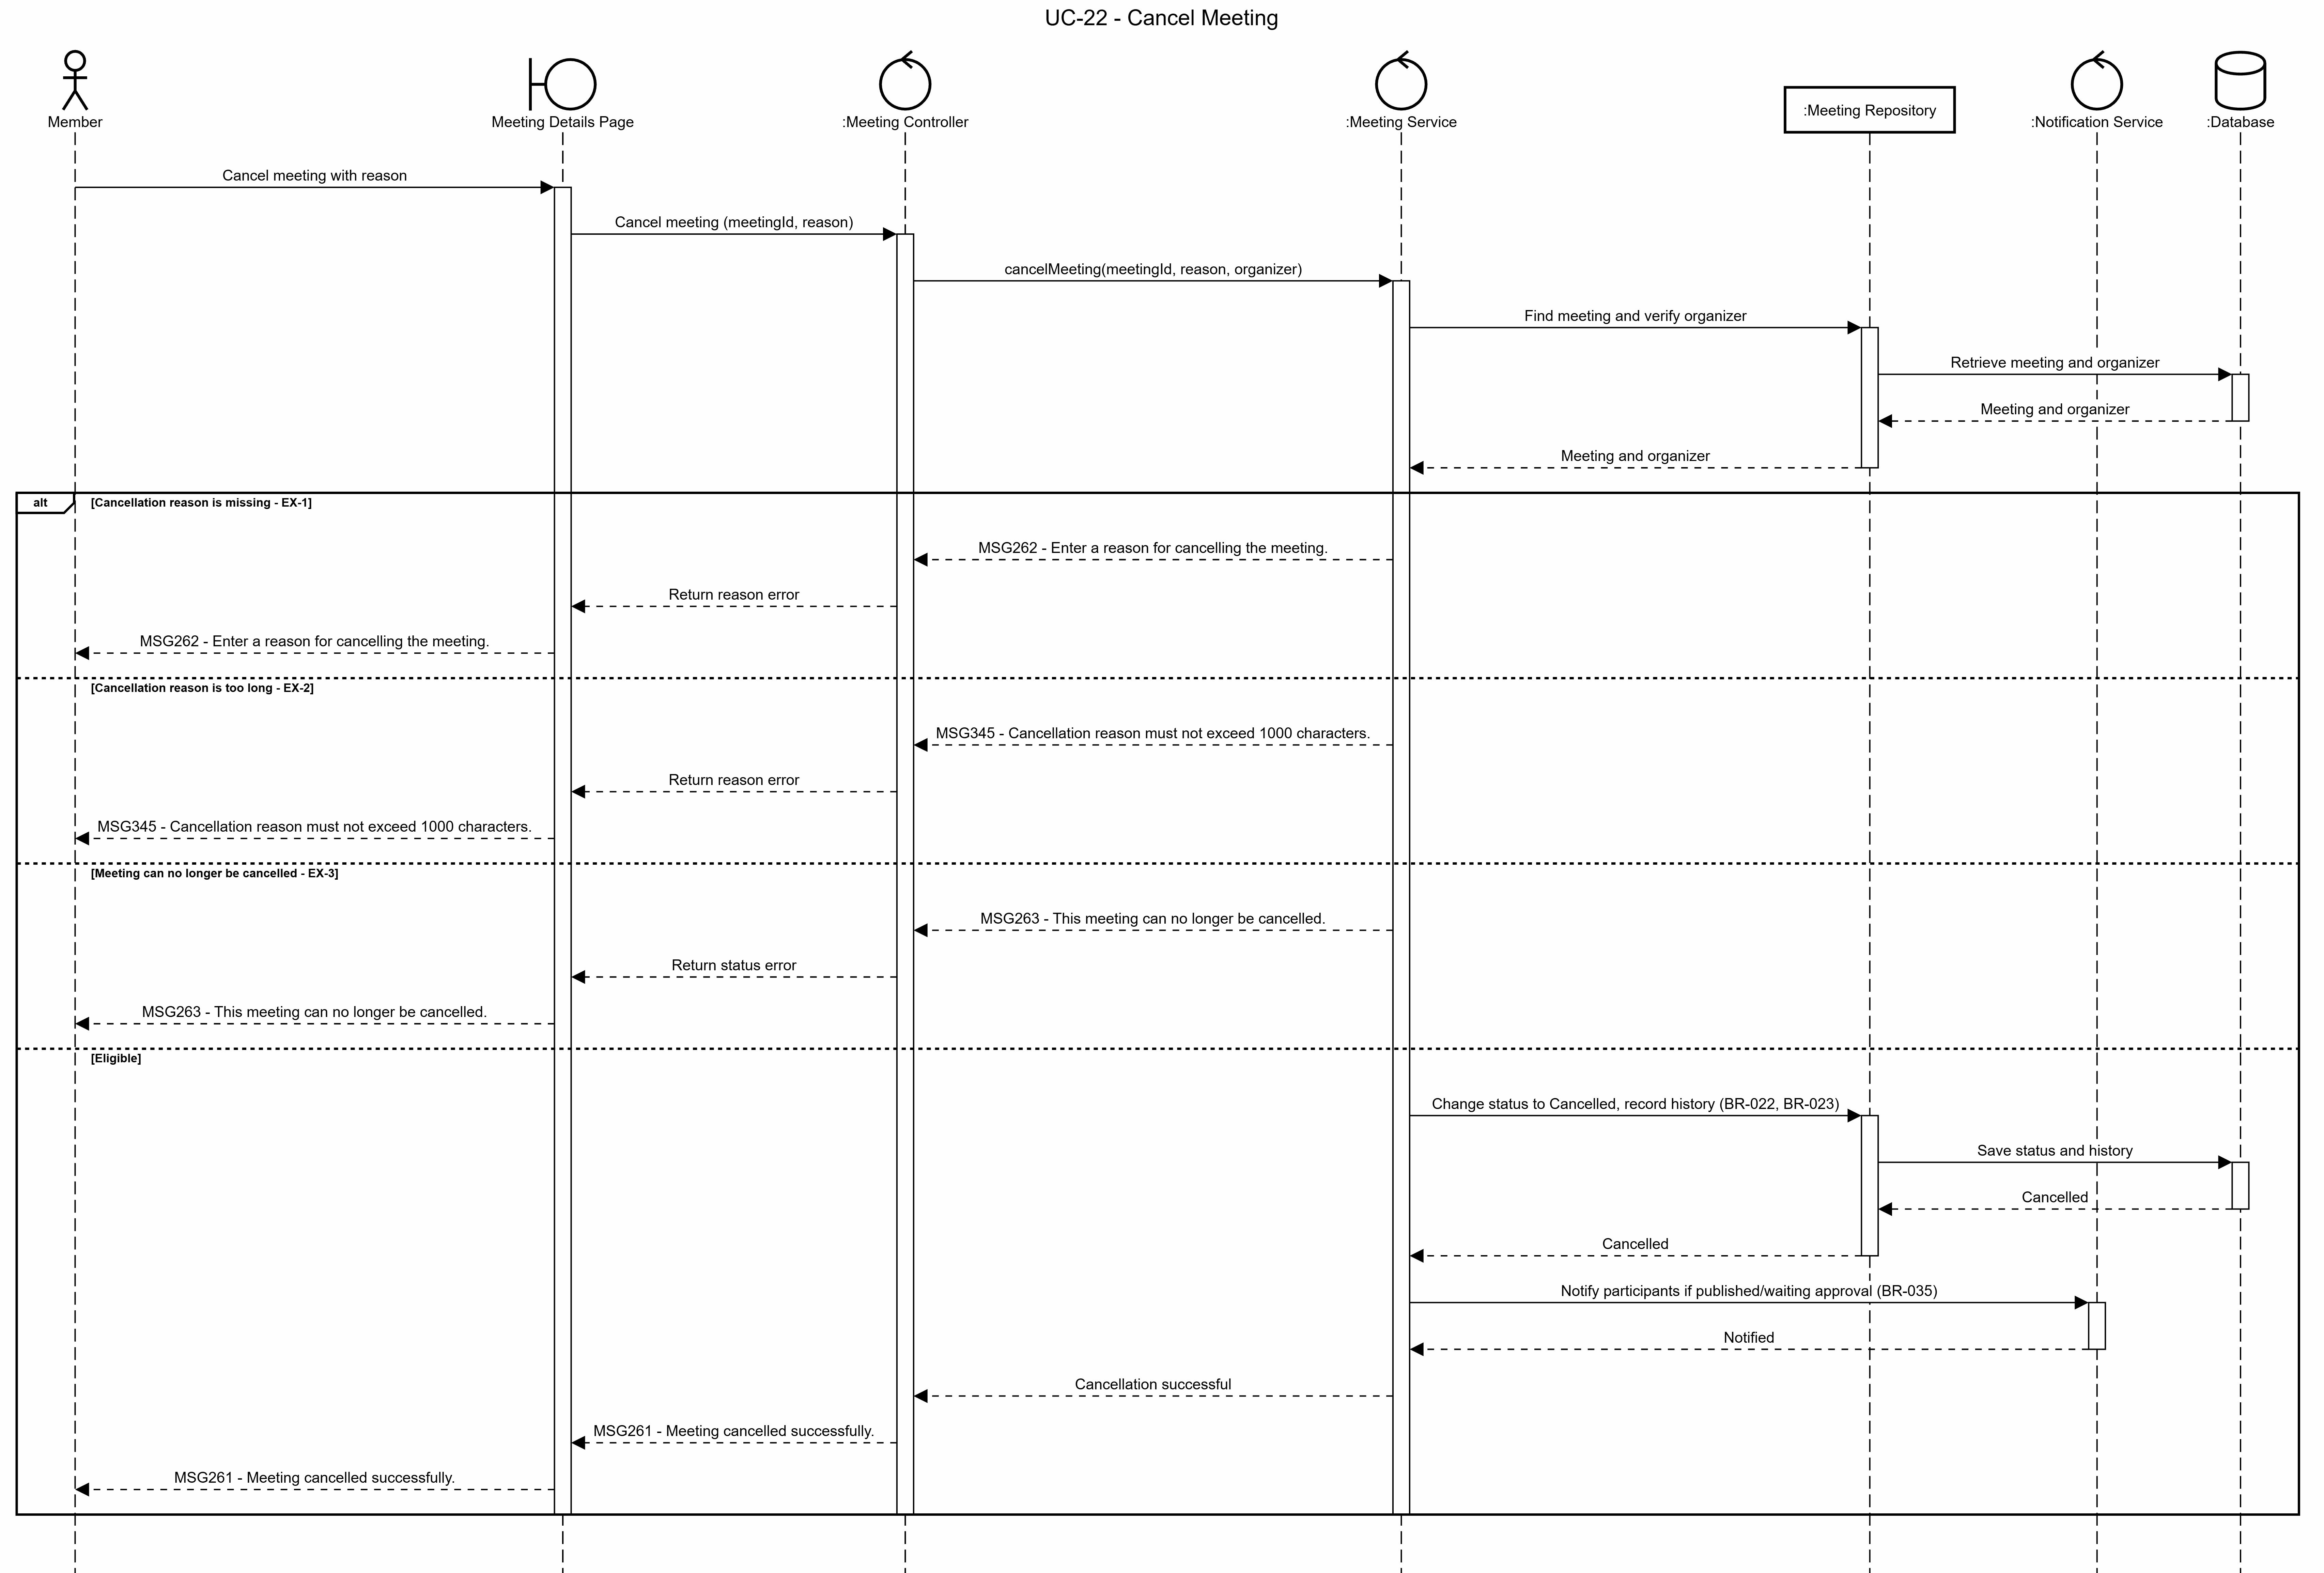 UC-22 - Cancel Meeting
Member
Meeting Details Page
:Meeting Controller
:Meeting Service
:Meeting Repository
:Notification Service
:Database
Cancel meeting with reason
Cancel meeting (meetingId, reason)
cancelMeeting(meetingId, reason, organizer)
Find meeting and verify organizer
Retrieve meeting and organizer
Meeting and organizer
Meeting and organizer
alt
[Cancellation reason is missing - EX-1]
MSG262 - Enter a reason for cancelling the meeting.
Return reason error
MSG262 - Enter a reason for cancelling the meeting.
[Cancellation reason is too long - EX-2]
MSG345 - Cancellation reason must not exceed 1000 characters.
Return reason error
MSG345 - Cancellation reason must not exceed 1000 characters.
[Meeting can no longer be cancelled - EX-3]
MSG263 - This meeting can no longer be cancelled.
Return status error
MSG263 - This meeting can no longer be cancelled.
[Eligible]
Change status to Cancelled, record history (BR-022, BR-023)
Save status and history
Cancelled
Cancelled
Notify participants if published/waiting approval (BR-035)
Notified
Cancellation successful
MSG261 - Meeting cancelled successfully.
MSG261 - Meeting cancelled successfully.